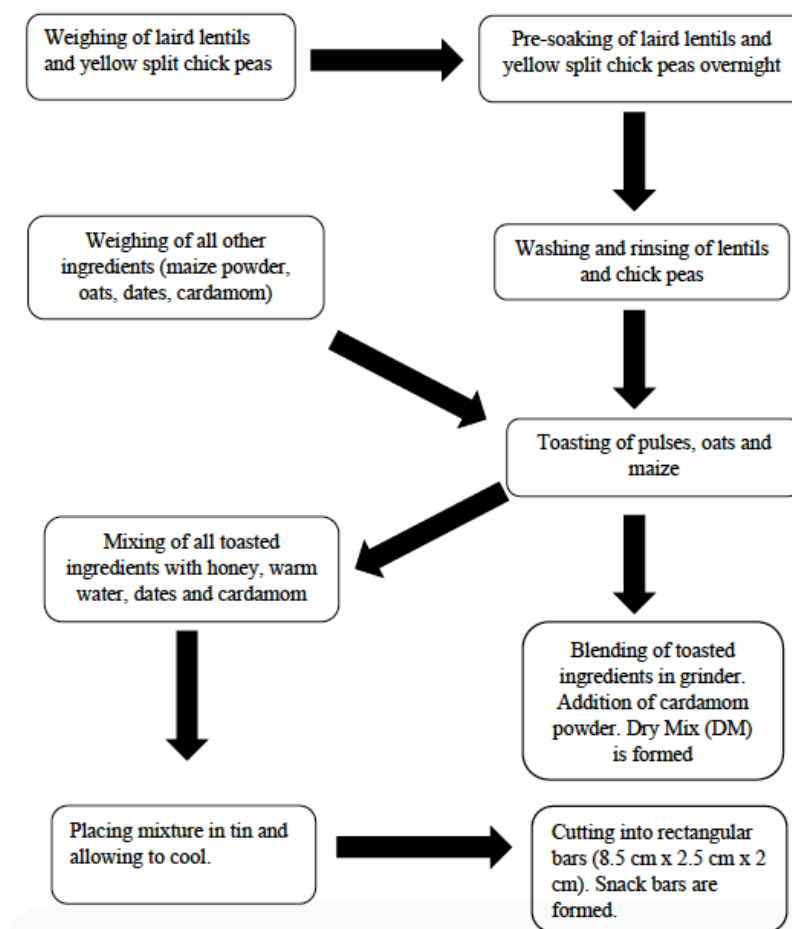 Weighing of laird lentils
and yellow split chick peas
Pre-soaking of laird lentils and
yellow split chick peas overnight
Weighing of all other
ingredients (maize powder,
oats, dates, cardamom)
Washing and rinsing of lentils
and chick peas
Toasting of pulses, oats and
maize
Mixing of all toasted
ingredients with honey, warm
water, dates and cardamom
Blending of toasted
ingredients in grinder.
Addition of cardamom
powder. Dry Mix (DM)
is formed
Placing mixture in tin and
allowing to cool.
Cutting into rectangular
bars (8.5 cm x 2.5 cm x 2
cm). Snack bars are
formed.